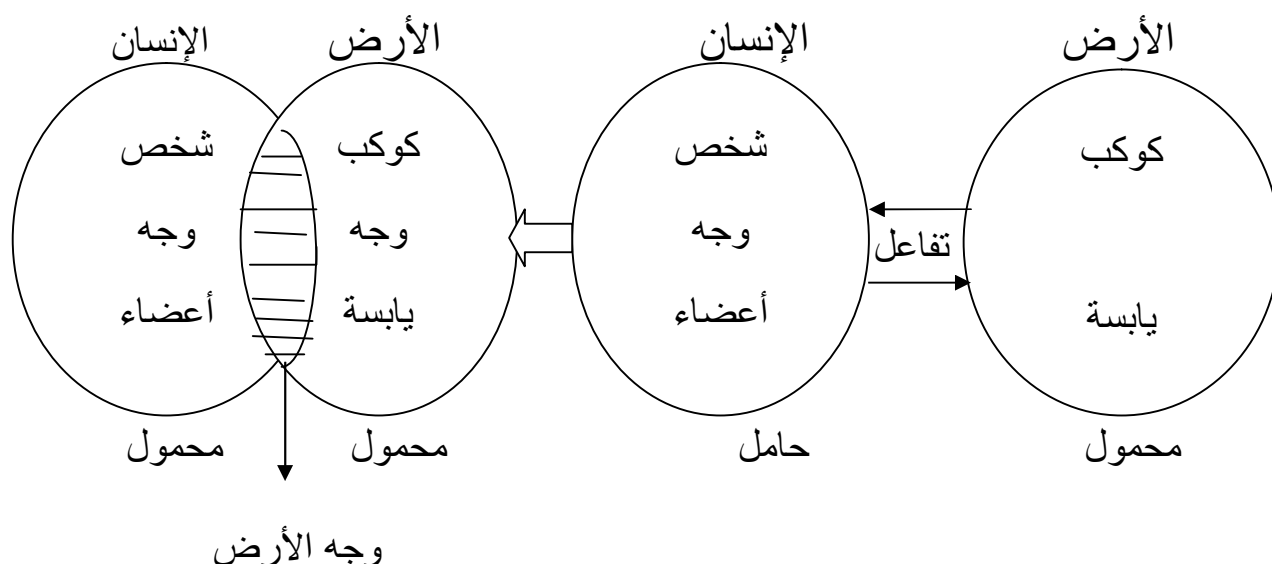 الأرض
الإنسان
الأرض
الإنسان
كوكب
شخص
كوكب
شخص
تفاعل
وجه
وجه
وجه
يابسة
أعضاء
يابسة
أعضاء
محمول
حامل
محمول
محمول
وجه الأرض